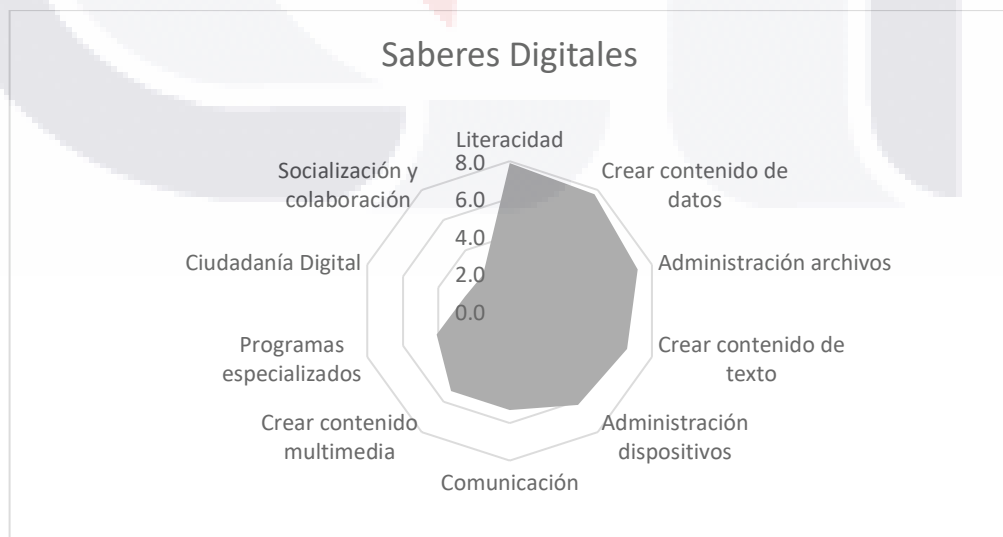 Saberes Digitales
Literacidad
8.0
6.0
4.0
2.0
0.0
Crear contenido de
datos
Administración archivos
Crear contenido de
texto
Administración
dispositivos
Comunicación
Crear contenido
multimedia
Programas
especializados
Ciudadanía Digital
Socialización y
colaboración